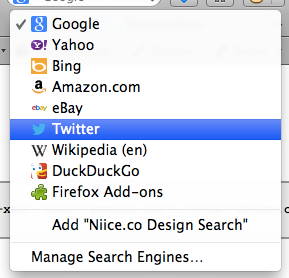 Google
Yahoo
Bing
Amazon.com
eBay
Twitter
Wikipedia (en)
DuckDuckGo
Firefox Add-ons
Add "Niice.co Design Search"
Manage Search Engines...